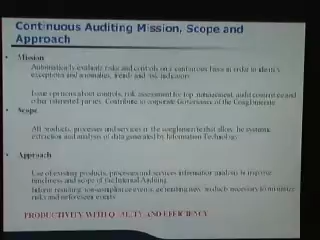 Continuous Auditing Mission, Scope and
Approach
• Mission
Automatically evaluate risks and controls on a continuous basis in order to identify
exceptions and anomalies, trends and risk indicators
Issue opinions about controls, risk assessment for top management, audit committee and
other interested parties. Contribute to corporate Governance of the Conglomerate
• Scope
All products, processes and services in the conglomerate that allow the systemic
extraction and analysis of data generated by Information Technology
• Approach
Use of existing products, processes and services information analysis to improve
timeliness and scope of the Internal Auditing
risks and
PRODUCTIVITY WITH QUALITY AND EFFICIENCY